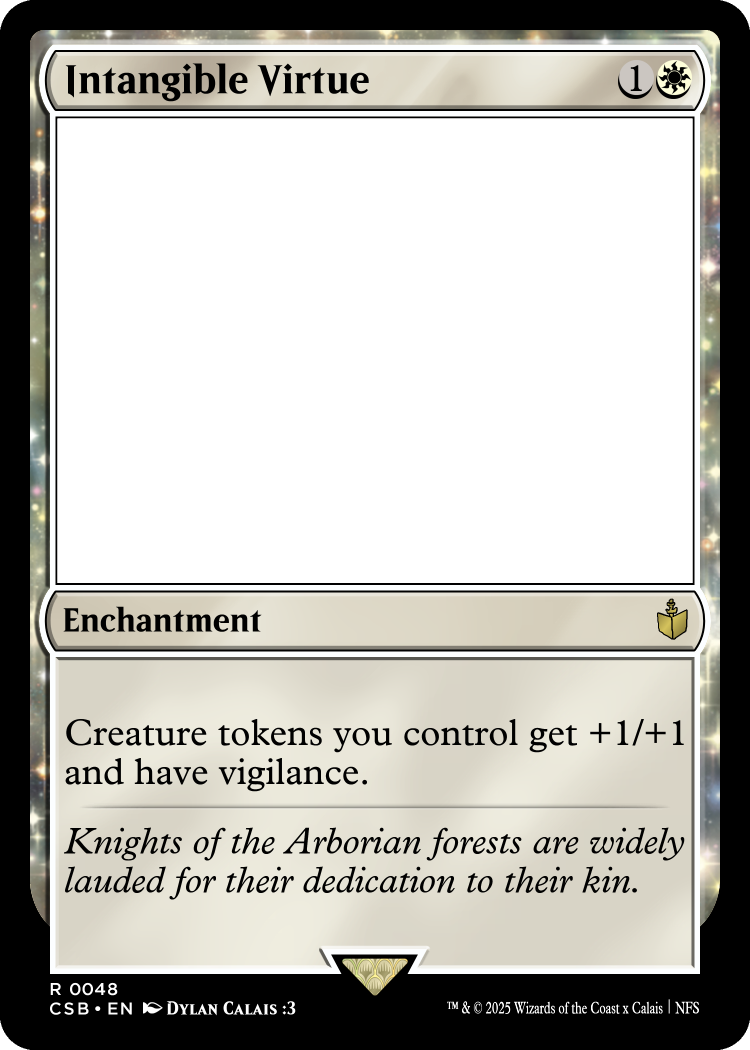 Intangible Virtue 1
Enchantment
Creature tokens you control get +1/+1
and have vigilance.
Knights of the Arborian forests are widely
lauded for their dedication to their kin.
R 0048
CSB • EN DYLAN CALAIS :3
™ & © 2025 Wizards of the Coast x Calais | NFS